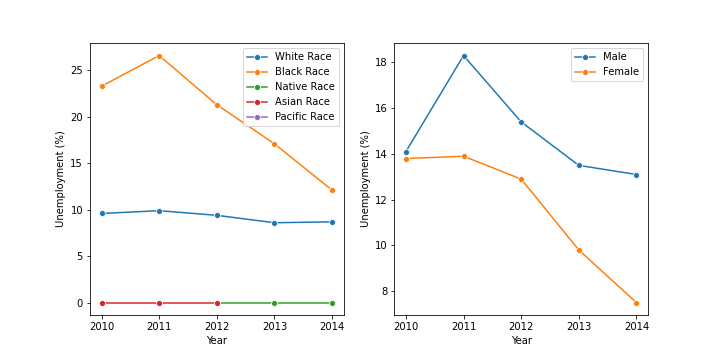 25
20
15
10
5
0
Unemployment (%)
2010 2011 2012 2013 2014
Year
White Race
Black Race
Native Race
Asian Race
Pacific Race
18
16
14
12
10
8
Unemployment (%)
2010 2011 2012 2013 2014
Year
Male
Female